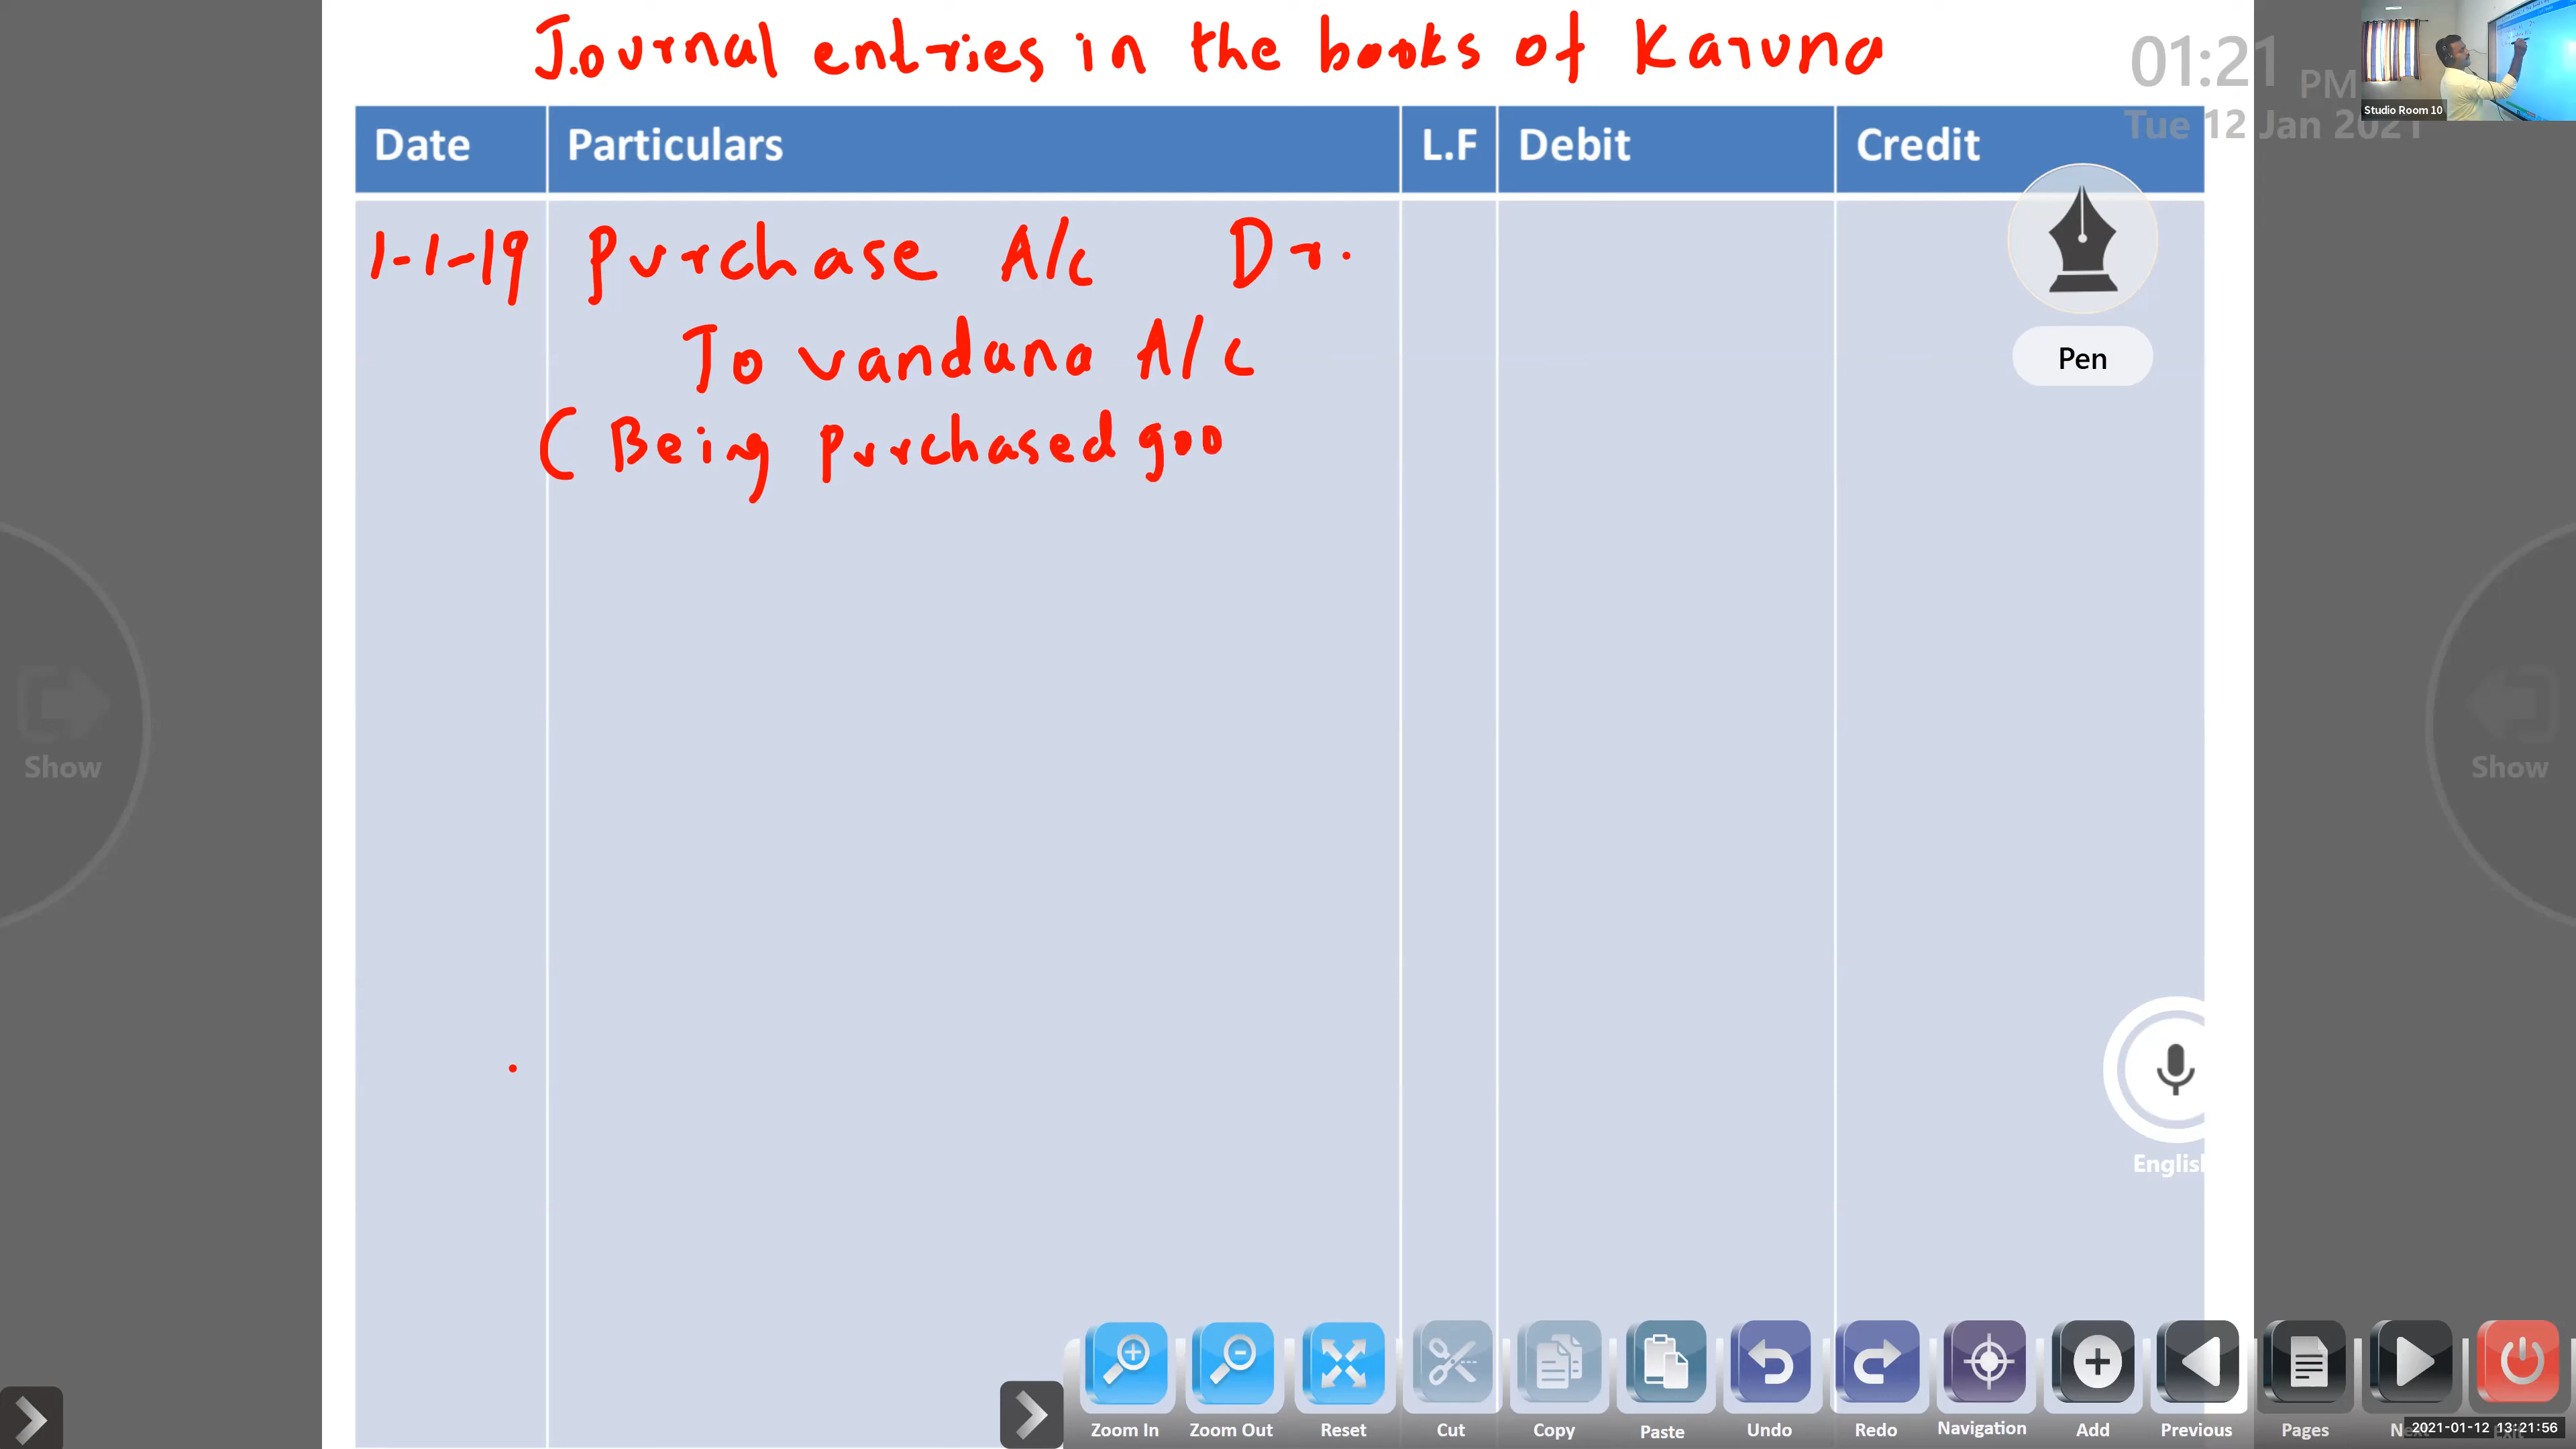 Journal entries in the books of Karuna
01:21 PM
Tue 12 Jan 2021
Studio Room 10
Date Particulars L.F Debit Credit
1-1-19 Purchase A/c Dr.
To vandana A/c
(Being purchased goo
Pen
Show
Show
English
Zoom In Zoom Out Reset Cut Copy Paste Undo Redo Navigation Add Previous Pages
2021-01-12 13:21:56